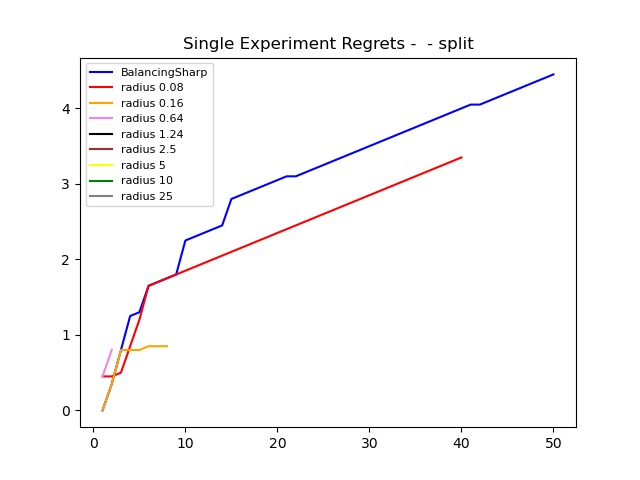 Single Experiment Regrets -  - split
BalancingSharp
radius 0.08
radius 0.16
radius 0.64
radius 1.24
radius 2.5
radius 5
radius 10
radius 25
4
3
2
1
0
0 10 20 30 40 50